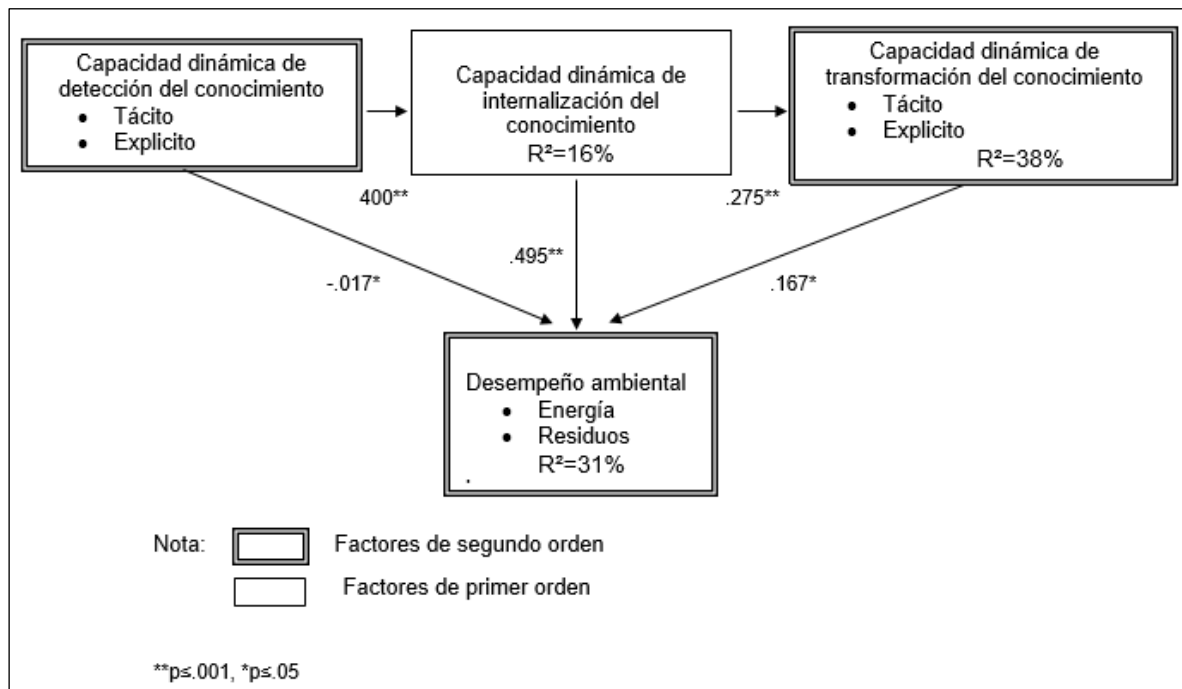 Capacidad dinámica de
detección del conocimiento
• Tácito
• Explicito
Capacidad dinámica de
internalización del
conocimiento
R²=16%
Capacidad dinámica de
transformación del conocimiento
• Tácito
• Explicito
R²=38%
400**
.275**
.495**
-.017*
.167*
Desempeño ambiental
• Energía
• Residuos
R²=31%
.
Nota:
Factores de segundo orden
Factores de primer orden
**p≤.001, *p≤.05